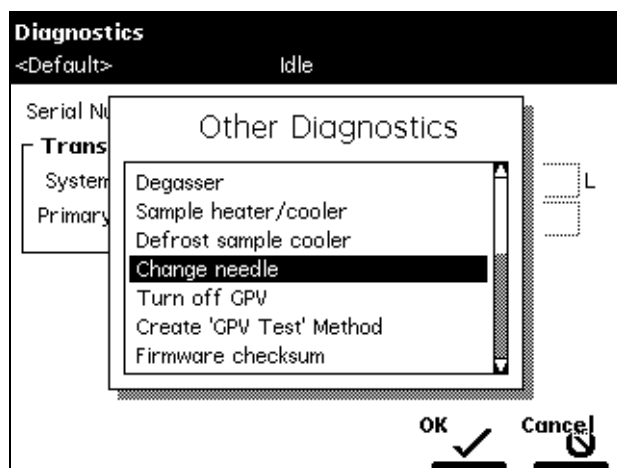 Diagnostics
<Default> Idle
Serial Nu
Trans
System
Primary
L
Other Diagnostics
Degasser
Sample heater/cooler
Defrost sample cooler
Change needle
Turn off GPV
Create 'GPV Test' Method
Firmware checksum
OK Cancel